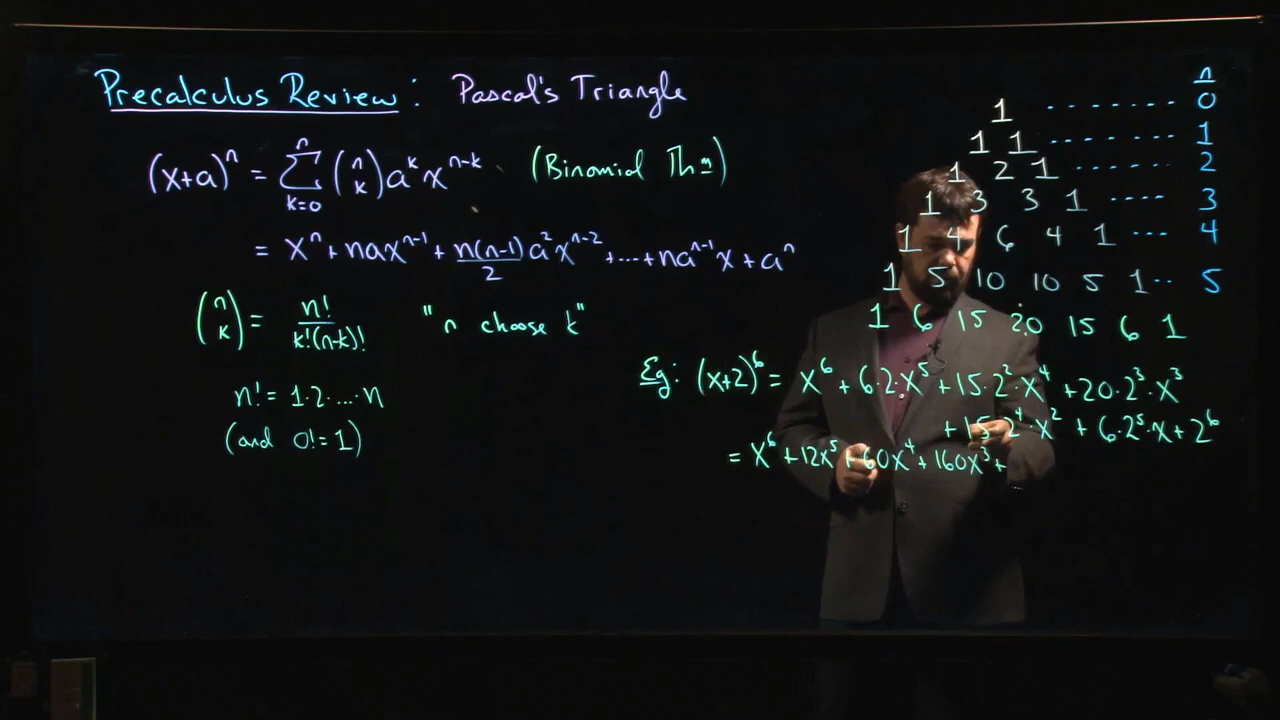 Precalculus Review: Pascal's Triangle
(x+a)^n = Σ_{k=0}^{n} (n k) a^k x^{n-k} (Binomial Thm)
= x^n + nax^{n-1} + n(n-1)/2 a^2 x^{n-2} + ... + na^{n-1}x + a^n
(n k) = n!/k!(n-k)! "n choose k"
n! = 1·2·...·n
(and 0! = 1)
n
1 ........ 0
1 1 ........ 1
1 2 1 ........ 2
1 3 3 1 .... 3
1 4 6 4 1 ... 4
1 5 10 10 5 1 .. 5
1 6 15 20 15 6 1
Eg: (x+2)^6 = x^6 + 6·2·x^5 + 15·2^2·x^4 + 20·2^3·x^3
+ 15·2^4·x^2 + 6·2^5·x + 2^6
= x^6 + 12x^5 + 60x^4 + 160x^3 +